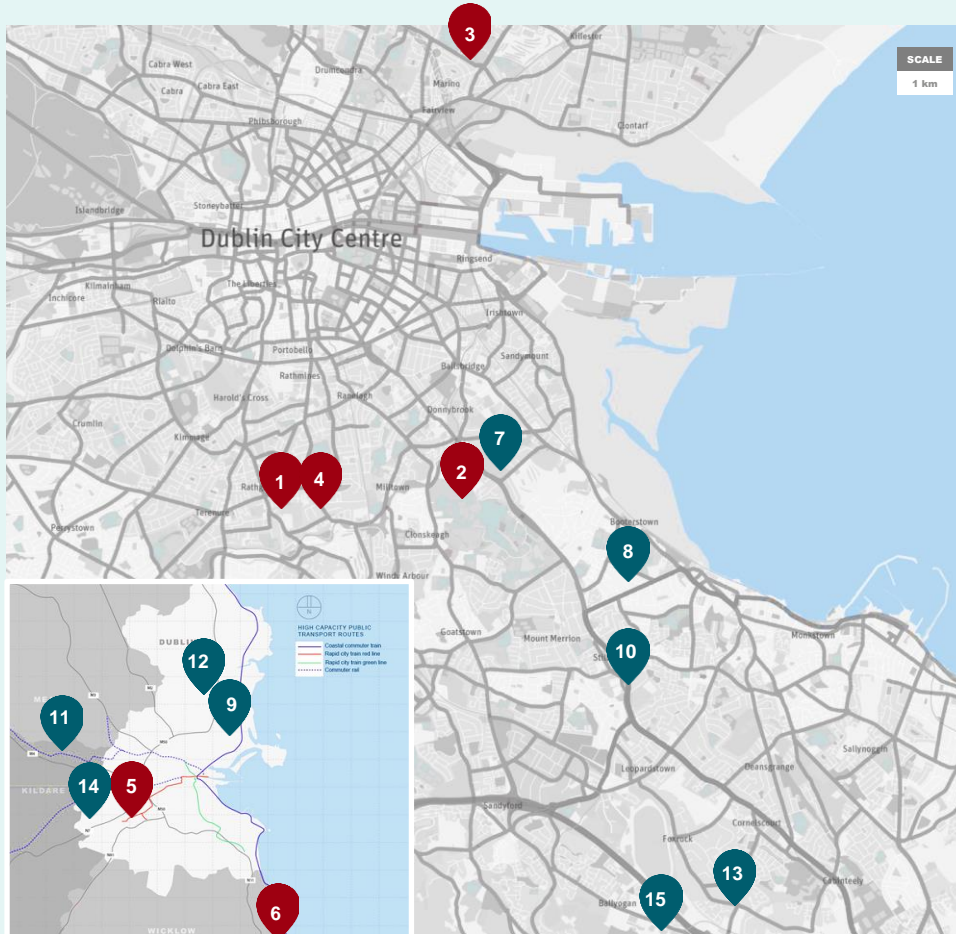 3
Killester
SCALE
1 km
Cabra West
Drumcondra
Cabra
Cabra East
Marino
Fairview
Phibsborough
Clontarf
Stoneybatter
Islandbridge
Dublin City Centre
Ringsend
Kilmainham
The Liberties
Inchicore
Rialto
Irishtown
Dolphin's Barn
Portobello
Sandymount
Ballsbridge
Rathmines
Harold's Cross
Ranelagh
Donnybrook
Crumlin
Kimmage
7
1
4
2
Rathg
Milltown
Terenure
Perrystown
Booterstown
Clonskeagh
8
Windy Arbour
Goatstown
Mount Merrion
Monkstown
10
Sallynoggin
Leopardstown
Deansgrange
Sandyford
Cornelscourt
Foxrock
13
Cabinteely
Ballyogan
15
N
HIGH CAPACITY PUBLIC
TRANSPORT ROUTES
Coastal commuter train
Rapid city train red line
Rapid city train green line
Commuter rail
DUBLIN
12
9
11
14
5
KILDARE
6
WICKLOW